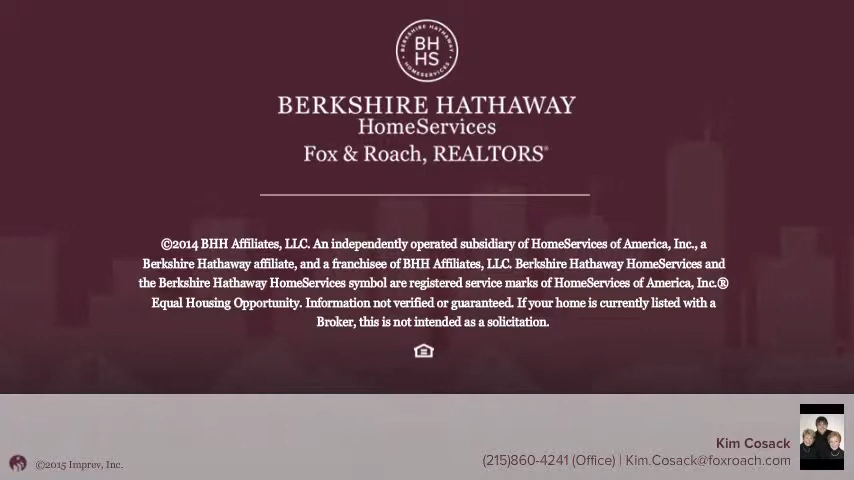 BERKSHIRE HATHAWAY
BH
HS
HOMESERVICES
BERKSHIRE HATHAWAY
HomeServices
Fox & Roach, REALTORS®
©2014 BHH Affiliates, LLC. An independently operated subsidiary of HomeServices of America, Inc., a
Berkshire Hathaway affiliate, and a franchisee of BHH Affiliates, LLC. Berkshire Hathaway HomeServices and
the Berkshire Hathaway HomeServices symbol are registered service marks of HomeServices of America, Inc.®
Equal Housing Opportunity. Information not verified or guaranteed. If your home is currently listed with a
Broker, this is not intended as a solicitation.
Kim Cosack
(215)860-4241 (Office) | Kim.Cosack@foxroach.com
©2015 Imprev, Inc.